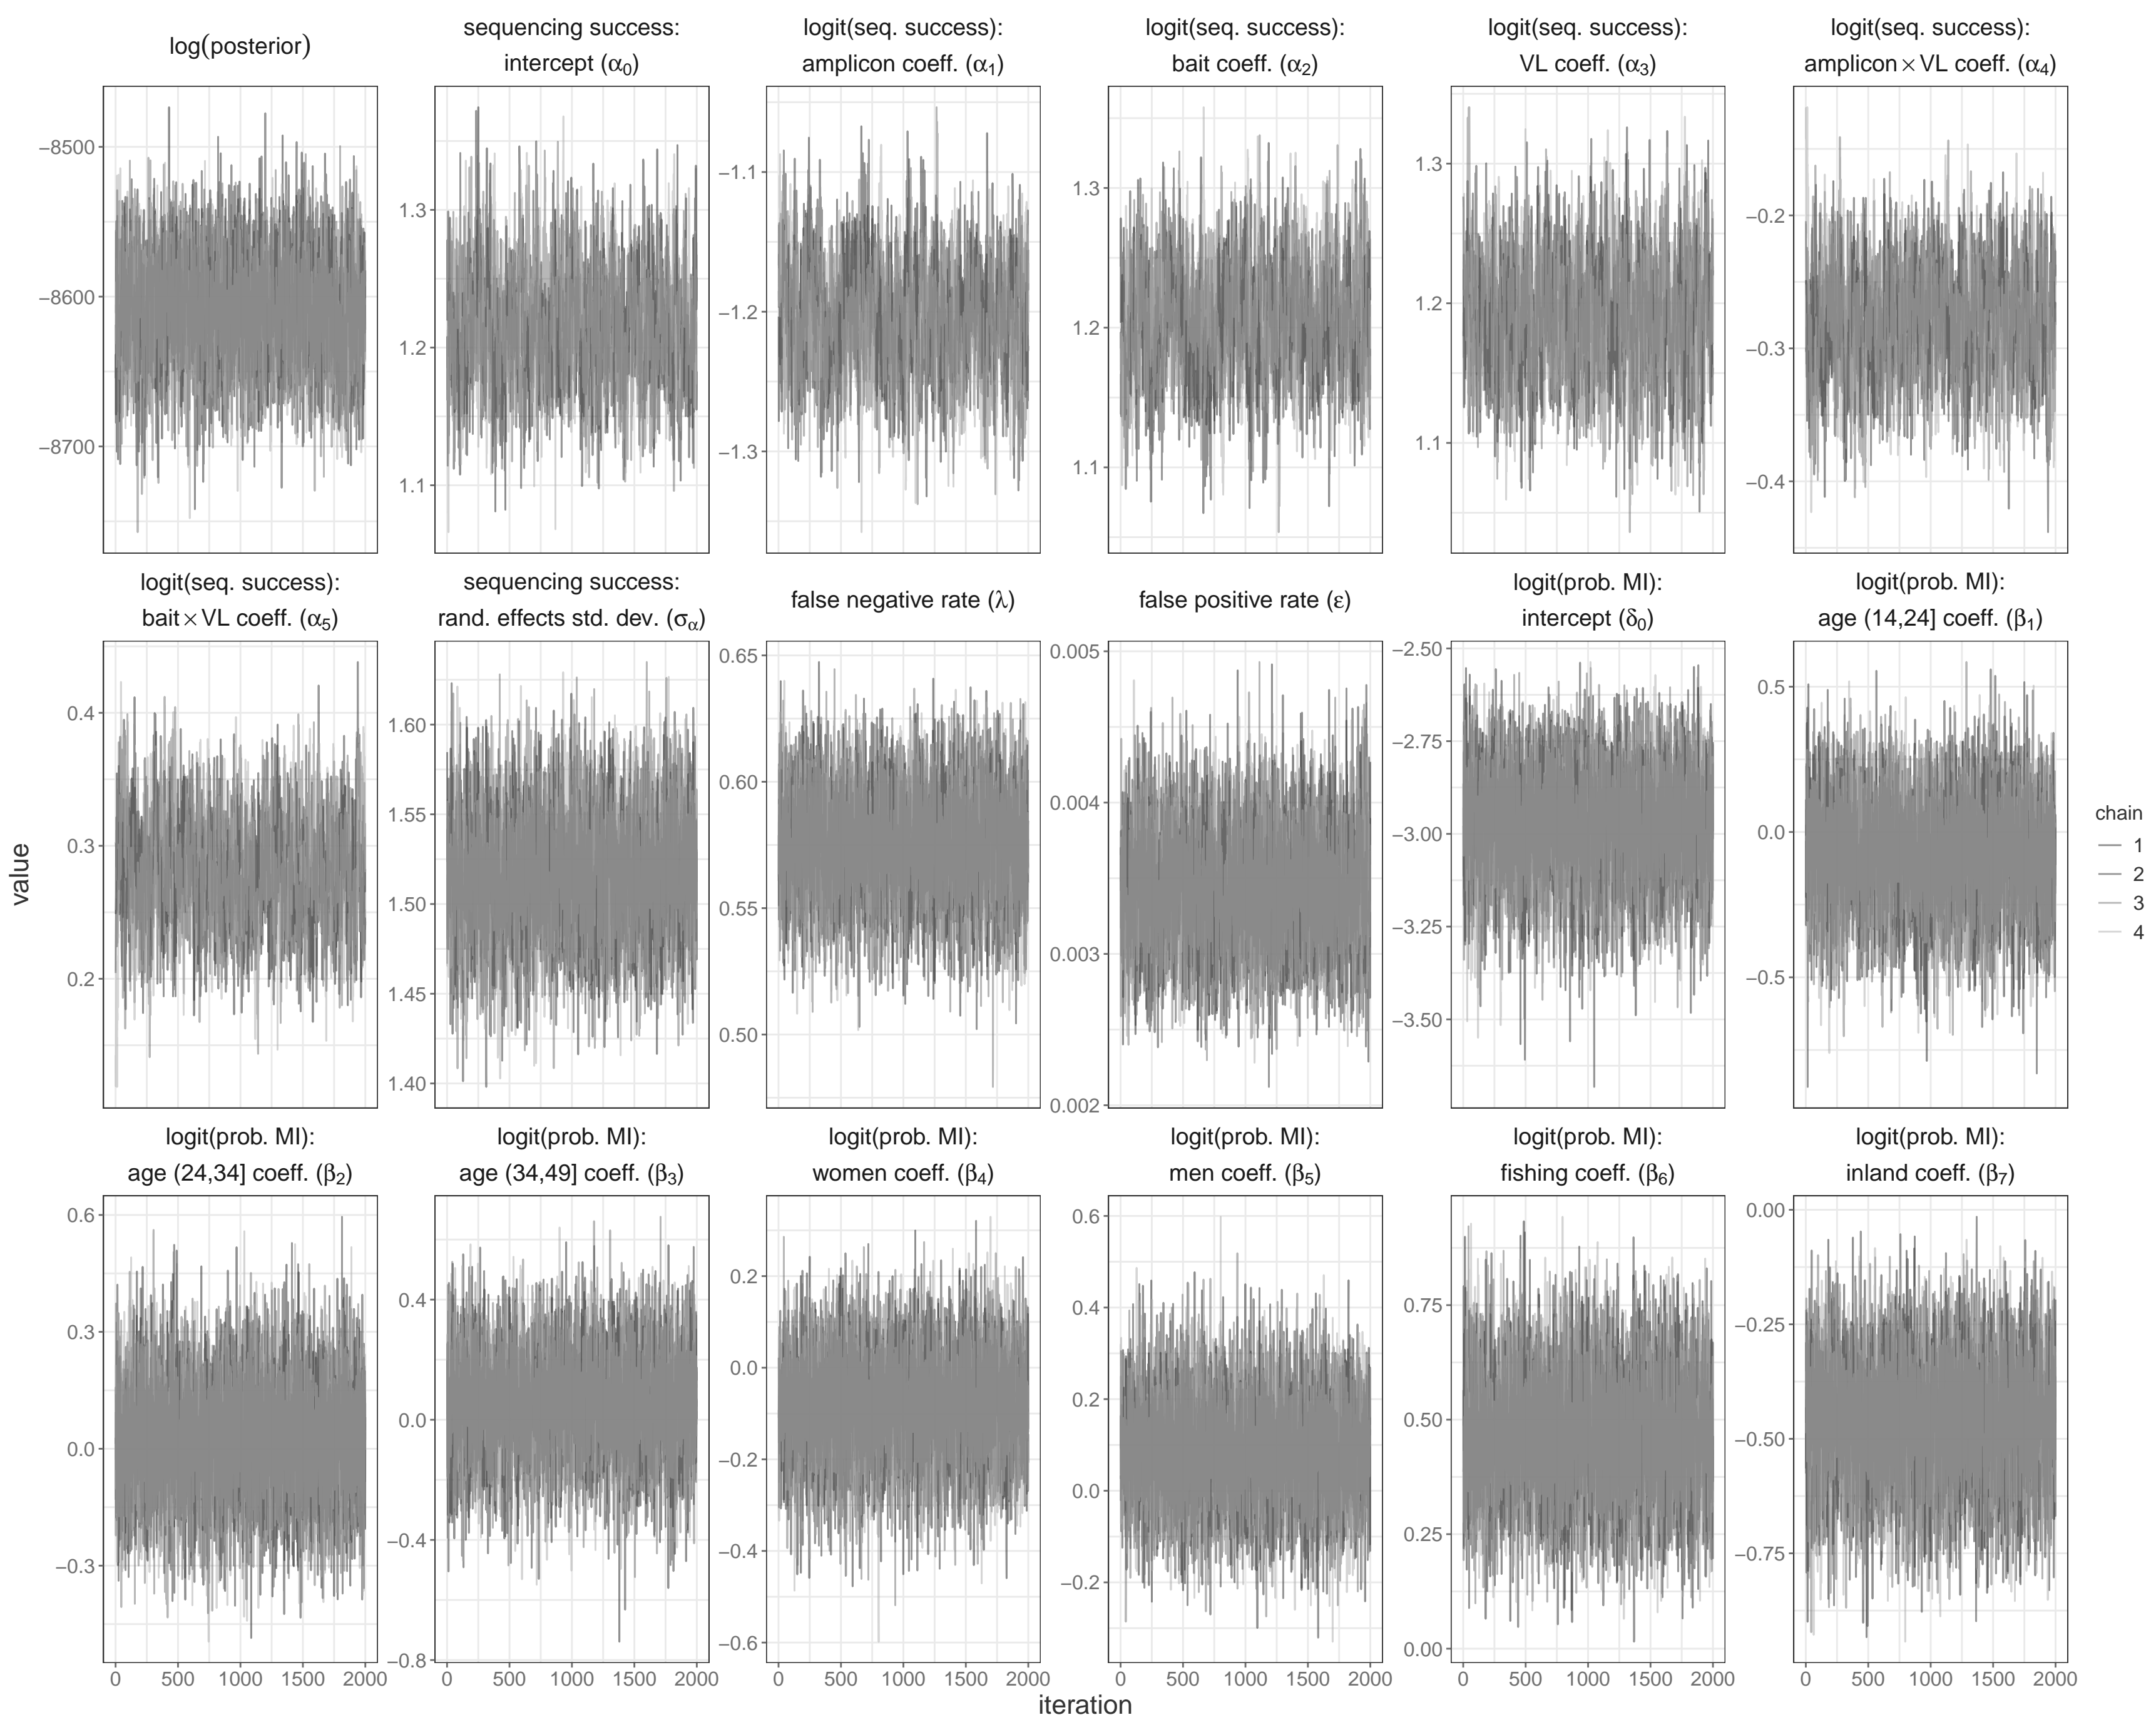 log(posterior)
sequencing success:
intercept (α₀)
logit(seq. success):
amplicon coeff. (α₁)
logit(seq. success):
bait coeff. (α₂)
logit(seq. success):
VL coeff. (α₃)
logit(seq. success):
amplicon×VL coeff. (α₄)
−8500
−8600
−8700
1.3
1.2
1.1
−1.1
−1.2
−1.3
1.3
1.2
1.1
1.3
1.2
1.1
−0.2
−0.3
−0.4
logit(seq. success):
bait×VL coeff. (α₅)
sequencing success:
rand. effects std. dev. (σα)
false negative rate (λ)
false positive rate (ε)
logit(prob. MI):
intercept (δ₀)
logit(prob. MI):
age (14,24] coeff. (β₁)
0.4
0.3
0.2
1.60
1.55
1.50
1.45
1.40
0.65
0.60
0.55
0.50
0.005
0.004
0.003
0.002
−2.50
−2.75
−3.00
−3.25
−3.50
0.5
0.0
−0.5
logit(prob. MI):
age (24,34] coeff. (β₂)
logit(prob. MI):
age (34,49] coeff. (β₃)
logit(prob. MI):
women coeff. (β₄)
logit(prob. MI):
men coeff. (β₅)
logit(prob. MI):
fishing coeff. (β₆)
logit(prob. MI):
inland coeff. (β₇)
0.6
0.3
0.0
−0.3
0.4
0.0
−0.4
−0.8
0.2
0.0
−0.2
−0.4
−0.6
0.6
0.4
0.2
0.0
−0.2
0.75
0.50
0.25
0.00
0.00
−0.25
−0.50
−0.75
0 500 1000 1500 2000
0 500 1000 1500 2000
0 500 1000 1500 2000
0 500 1000 1500 2000
0 500 1000 1500 2000
0 500 1000 1500 2000
iteration
value
chain
1
2
3
4